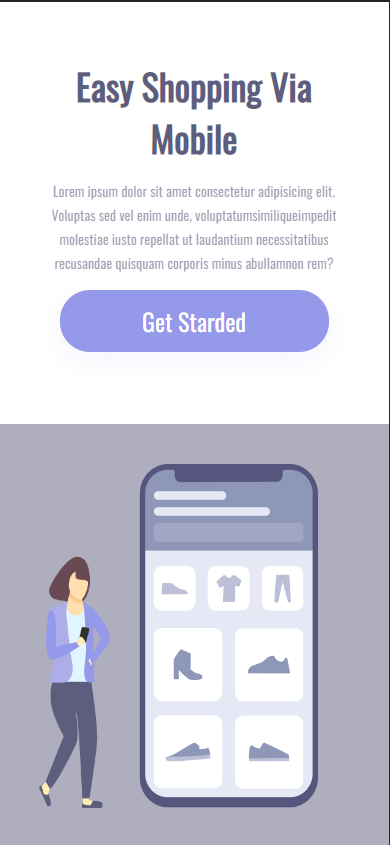 Easy Shopping Via
Mobile
Lorem ipsum dolor sit amet consectetur adipisicing elit.
Voluptas sed vel enim unde, voluptatumsimiliqueimpedit
molestiae iusto repellat ut laudantium necessitatibus
recusandae quisquam corporis minus abullamnon rem?
Get Starded